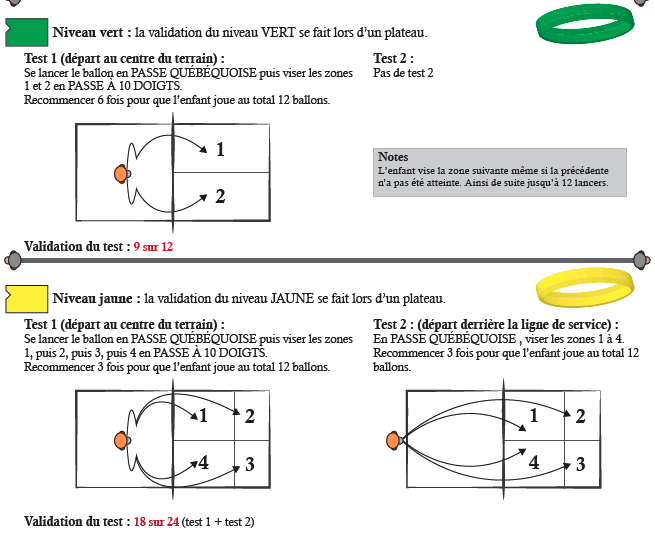 Niveau vert : la validation du niveau VERT se fait lors d'un plateau.
Test 1 (départ au centre du terrain) :
Se lancer le ballon en PASSE QUÉBÉQUOISE puis viser les zones
1 et 2 en PASSE À 10 DOIGTS.
Recommencer 6 fois pour que l'enfant joue au total 12 ballons.
1
2
Validation du test : 9 sur 12
Test 2 :
Pas de test 2
Notes
L'enfant vise la zone suivante même si la précédente
n'a pas été atteinte. Ainsi de suite jusqu'à 12 lancers.
Niveau jaune : la validation du niveau JAUNE se fait lors d'un plateau.
Test 1 (départ au centre du terrain) :
Se lancer le ballon en PASSE QUÉBÉQUOISE puis viser les zones
1, puis 2, puis 3, puis 4 en PASSE À 10 DOIGTS.
Recommencer 3 fois pour que l'enfant joue au total 12 ballons.
1 2
4 3
Test 2 : (départ derrière la ligne de service) :
En PASSE QUÉBÉQUOISE , viser les zones 1 à 4.
Recommencer 3 fois pour que l'enfant joue au total 12
ballons.
1 2
4 3
Validation du test : 18 sur 24 (test 1 + test 2)